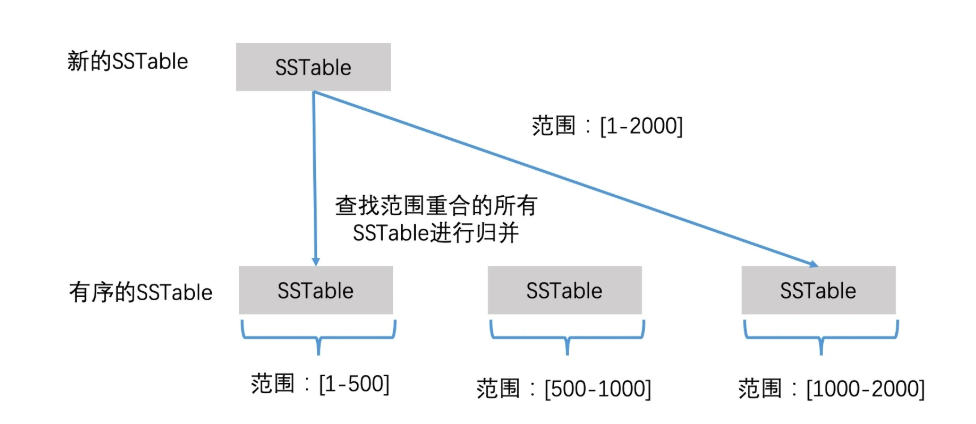 新的SSTable
SSTable
范围：[1-2000]
查找范围重合的所有
SSTable进行归并
有序的SSTable
SSTable
SSTable
SSTable
范围：[1-500]
范围：[500-1000]
范围：[1000-2000]